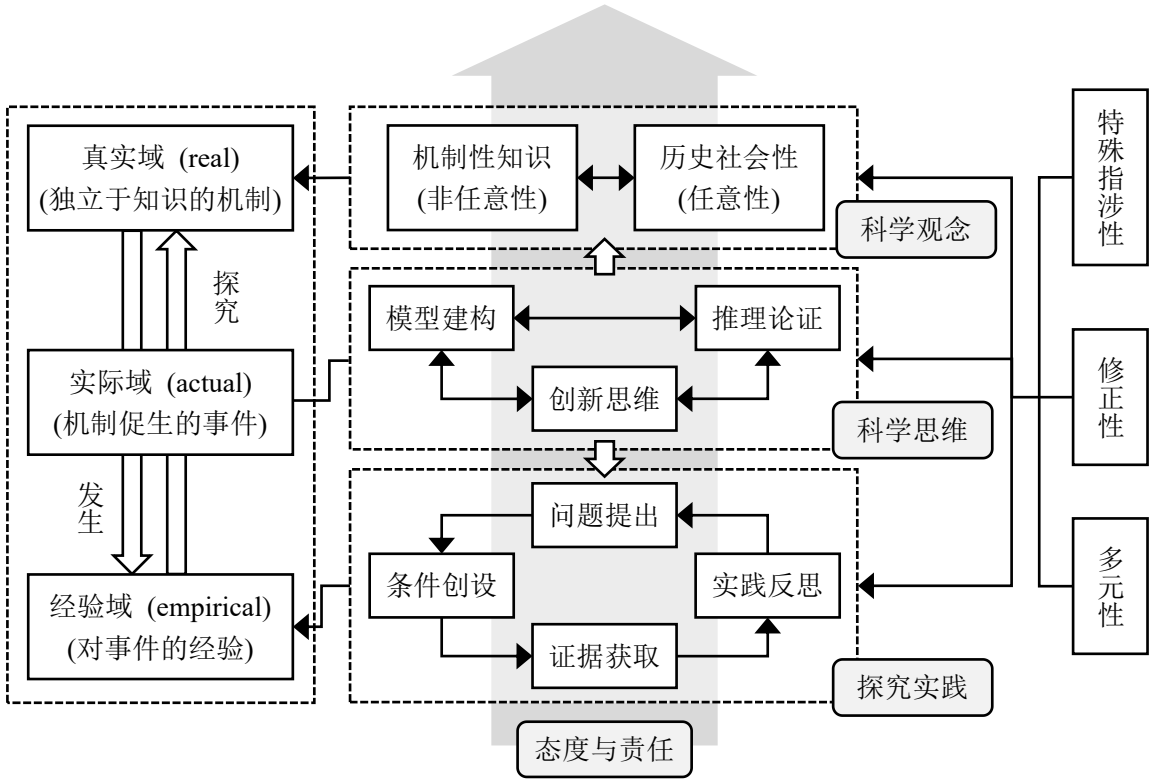 真实域 (real)
(独立于知识的机制)
探究
实际域 (actual)
(机制促生的事件)
发生
经验域 (empirical)
(对事件的经验)
机制性知识
(非任意性)
历史社会性
(任意性)
科学观念
模型建构
推理论证
创新思维
科学思维
问题提出
条件创设
实践反思
证据获取
探究实践
态度与责任
特殊指涉性
修正性
多元性